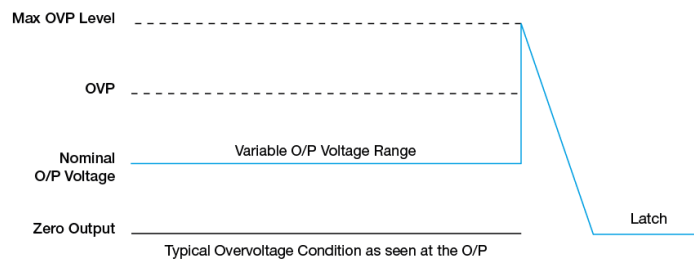 Max OVP Level
OVP
Variable O/P Voltage Range
Nominal
O/P Voltage
Latch
Zero Output
Typical Overvoltage Condition as seen at the O/P